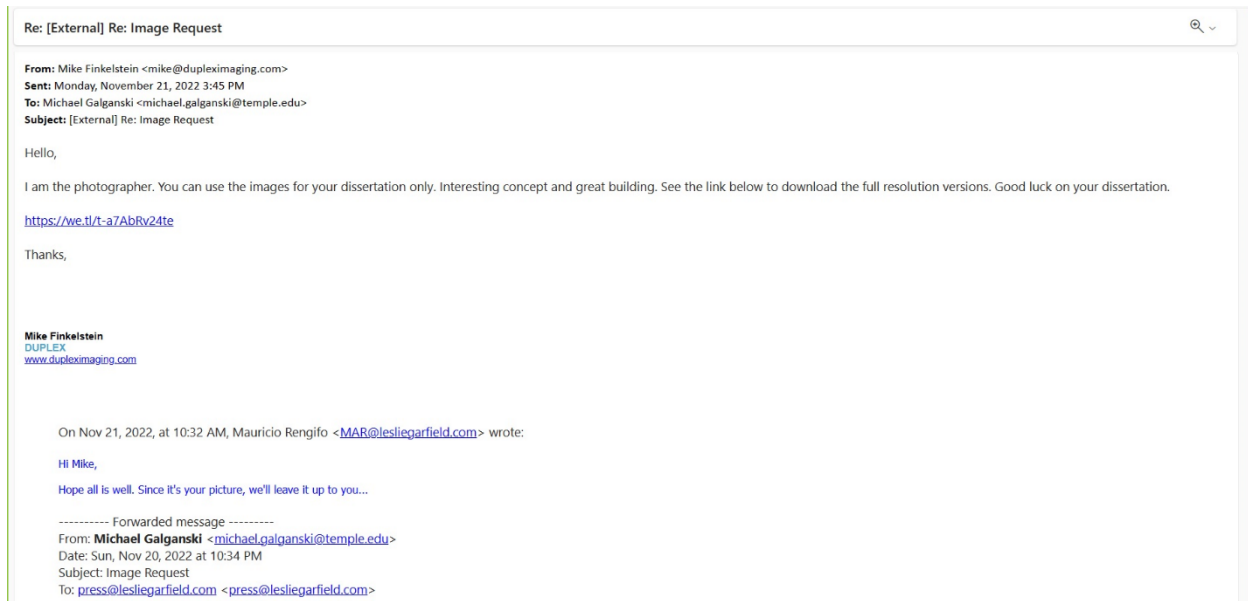 Re: [External] Re: Image Request
From: Mike Finkelstein <mike@dupleximaging.com>
Sent: Monday, November 21, 2022 3:45 PM
To: Michael Galganski <michael.galganski@temple.edu>
Subject: [External] Re: Image Request
Hello,
I am the photographer. You can use the images for your dissertation only. Interesting concept and great building. See the link below to download the full resolution versions. Good luck on your dissertation.
https://we.tl/t-a7AbRv24te
Thanks,
Mike Finkelstein
DUPLEX
www.dupleximaging.com
On Nov 21, 2022, at 10:32 AM, Mauricio Rengifo <MAR@lesliegarfield.com> wrote:
Hi Mike,
Hope all is well. Since it's your picture, we'll leave it up to you...
---------- Forwarded message ---------
From: Michael Galganski <michael.galganski@temple.edu>
Date: Sun, Nov 20, 2022 at 10:34 PM
Subject: Image Request
To: press@lesliegarfield.com <press@lesliegarfield.com>